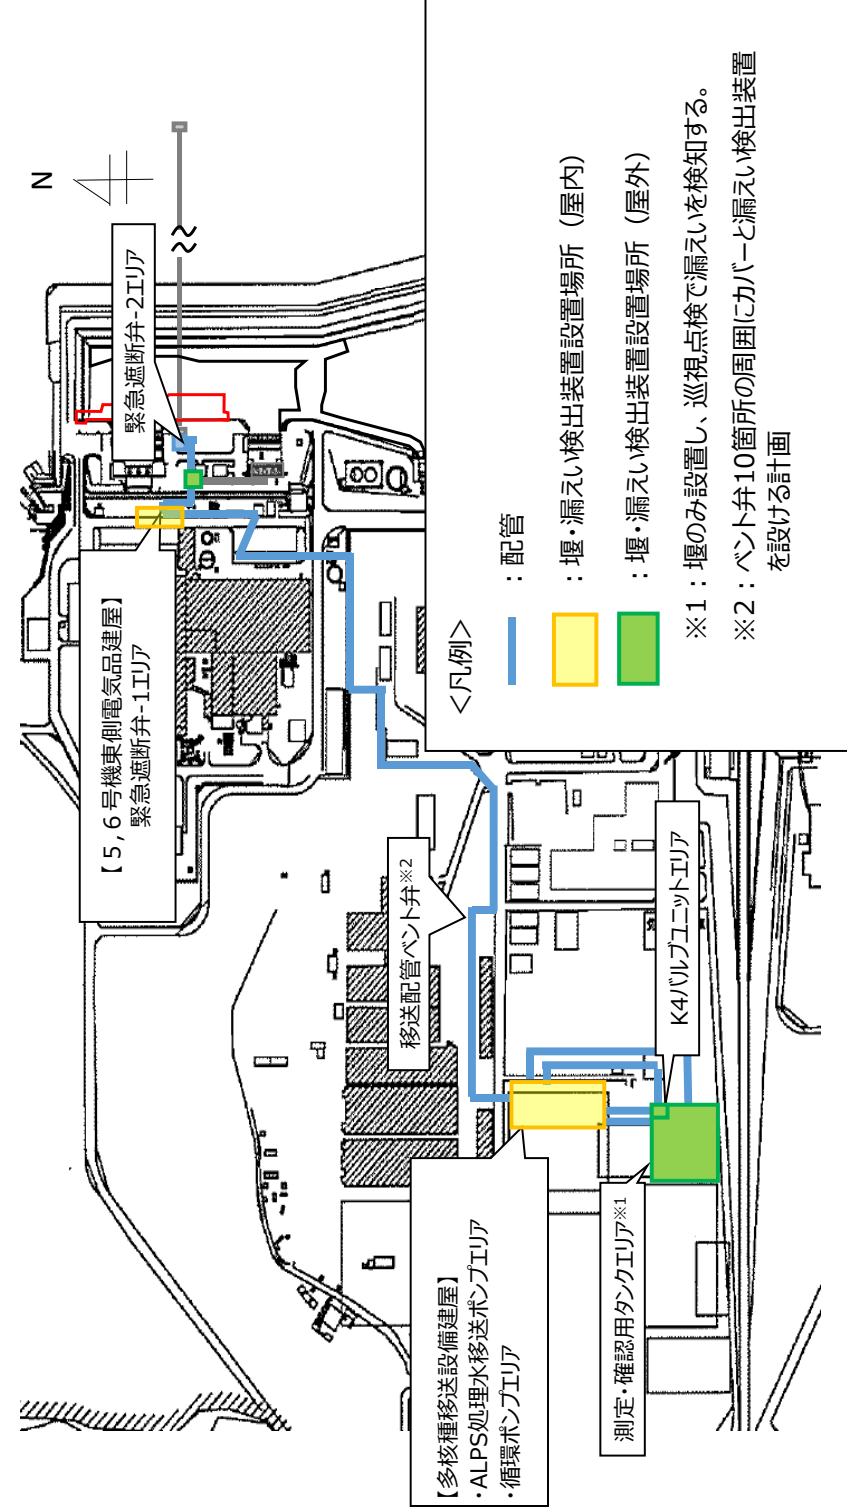 N
緊急遮断弁-2エリア
【5,6号機東側電気品建屋】
緊急遮断弁-1エリア
移送配管ベント弁※2
K4バルブユニットエリア
【多核種移送設備建屋】
・ALPS処理水移送ポンプエリア
・循環ポンプエリア
測定・確認用タンクエリア※1
<凡例>
:配管
:堰・漏えい検出装置設置場所(屋内)
:堰・漏えい検出装置設置場所(屋外)
※1:堰のみ設置し、巡視点検で漏えいを検知する。
※2:ベント弁10箇所の周囲にカバーと漏えい検出装置
を設ける計画